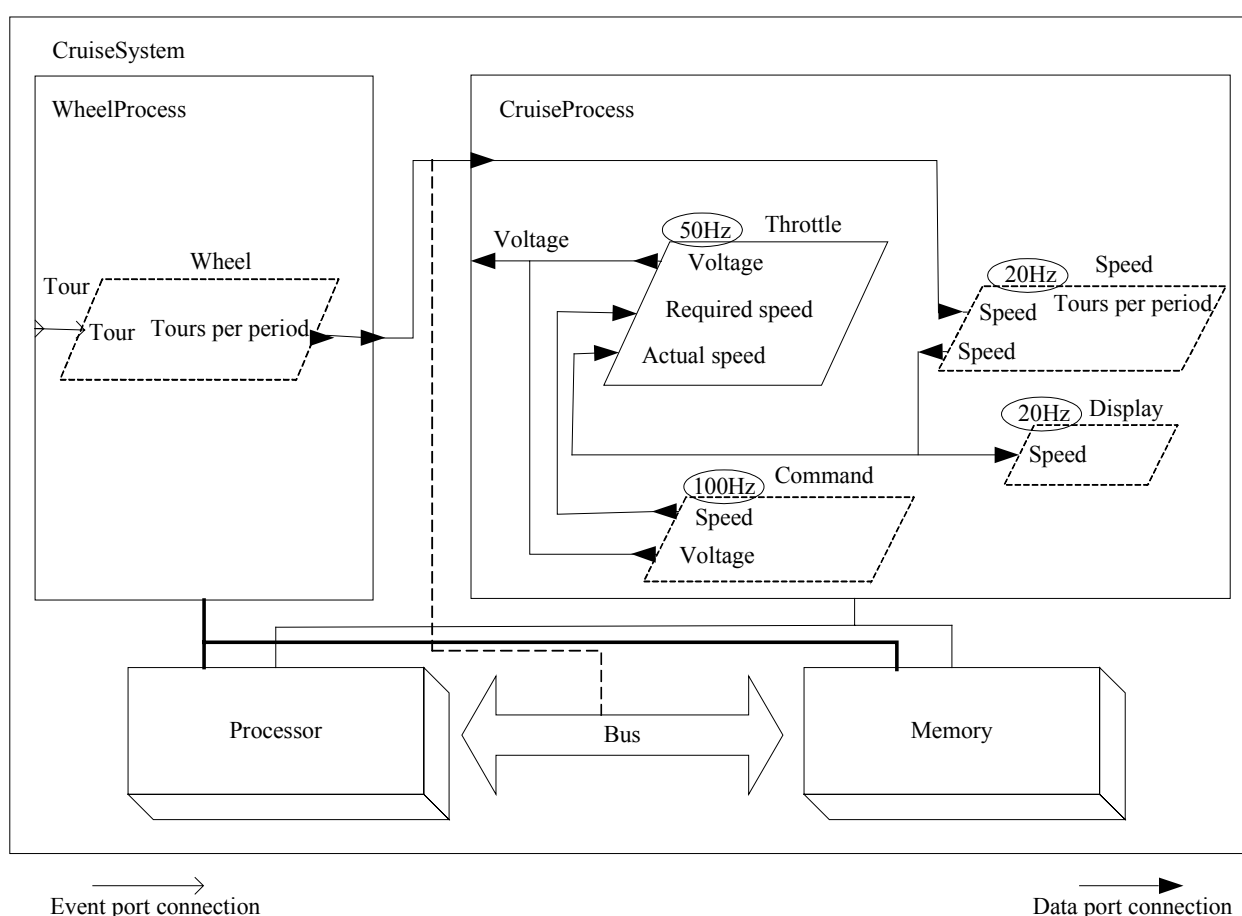 CruiseSystem
WheelProcess
CruiseProcess
Tour
Wheel
Tour
Tours per period
Voltage
50Hz
Throttle
Voltage
Required speed
Actual speed
20Hz
Speed
Speed
Tours per period
Speed
20Hz
Display
Speed
100Hz
Command
Speed
Voltage
Processor
Bus
Memory
Event port connection
Data port connection